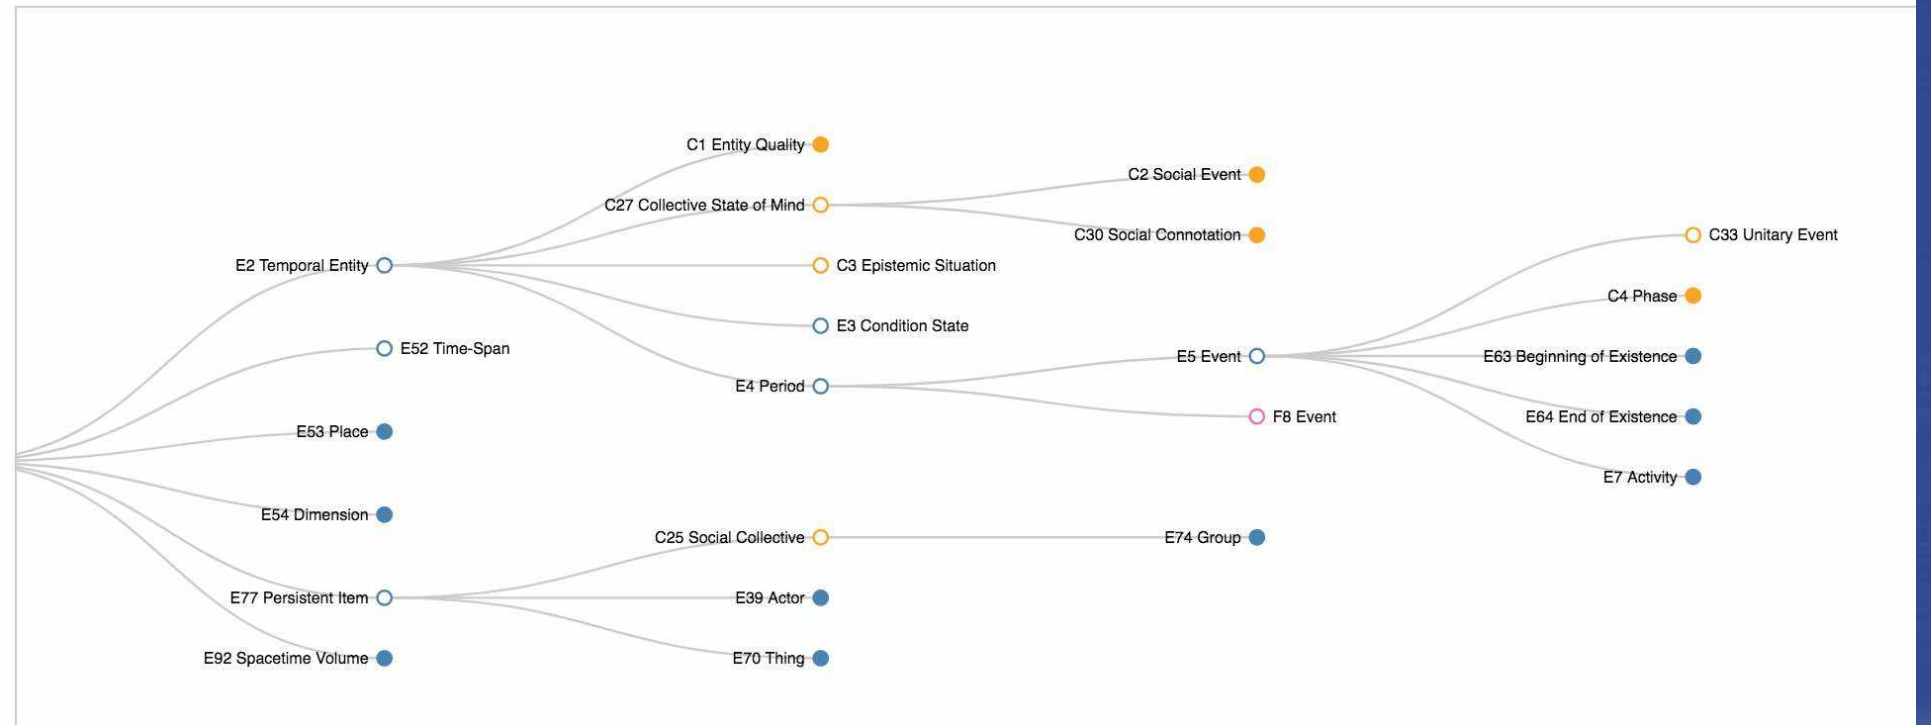 C1 Entity Quality
C2 Social Event
C27 Collective State of Mind
C30 Social Connotation
C33 Unitary Event
E2 Temporal Entity
C3 Epistemic Situation
C4 Phase
E3 Condition State
E52 Time-Span
E5 Event
E63 Beginning of Existence
E4 Period
F8 Event
E64 End of Existence
E53 Place
E7 Activity
E54 Dimension
C25 Social Collective
E74 Group
E77 Persistent Item
E39 Actor
E92 Spacetime Volume
E70 Thing